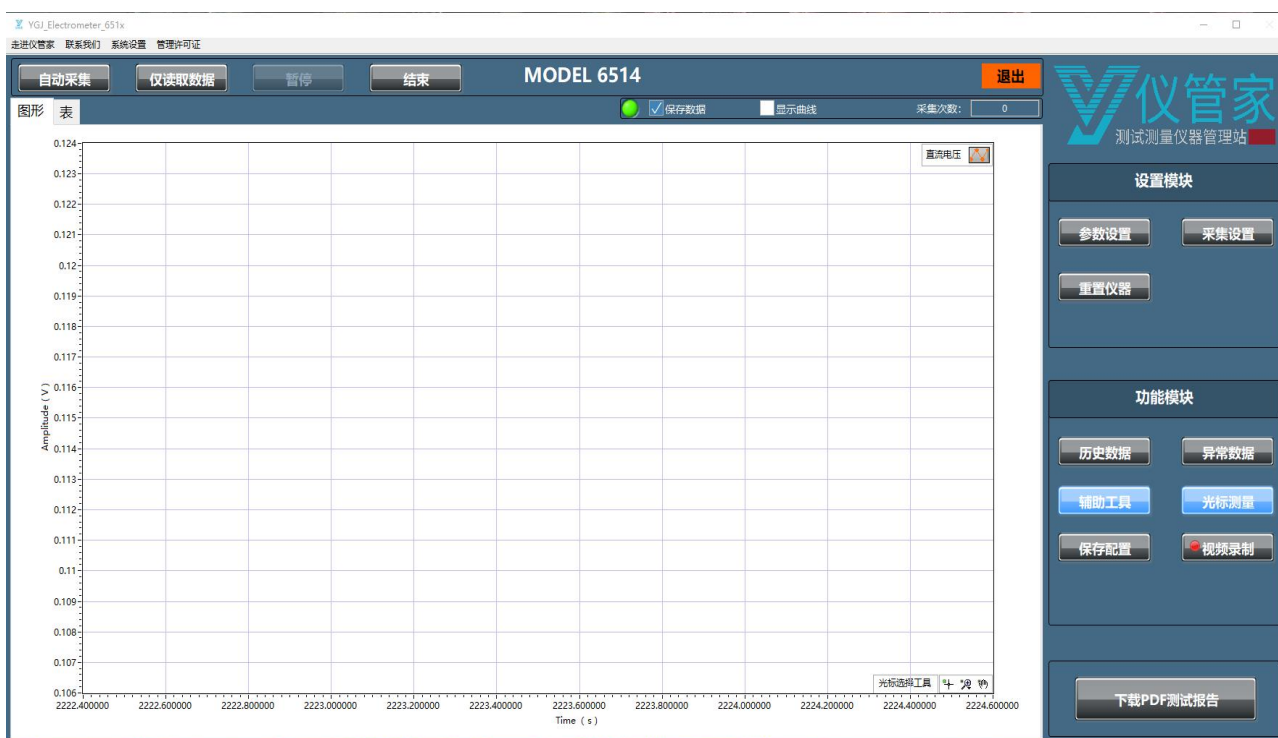 YGJ_Electrometer_651x
走进仪管家 联系我们 系统设置 管理许可证
自动采集 仅读取数据 暂停 结束 MODEL 6514 退出
图形 表 保存数据 显示曲线 采集次数: 0
仪管家
测试测量仪器管理站
直流电压
Amplitude ( V )
0.124
0.123
0.122
0.121
0.12
0.119
0.118
0.117
0.116
0.115
0.114
0.113
0.112
0.111
0.11
0.109
0.108
0.107
0.106
光标选择工具
2222.400000 2222.600000 2222.800000 2223.000000 2223.200000 2223.400000 2223.600000 2223.800000 2224.000000 2224.200000 2224.400000 2224.600000
Time ( s )
设置模块
参数设置 采集设置
重置仪器
功能模块
历史数据 异常数据
辅助工具 光标测量
保存配置 视频录制
下载PDF测试报告